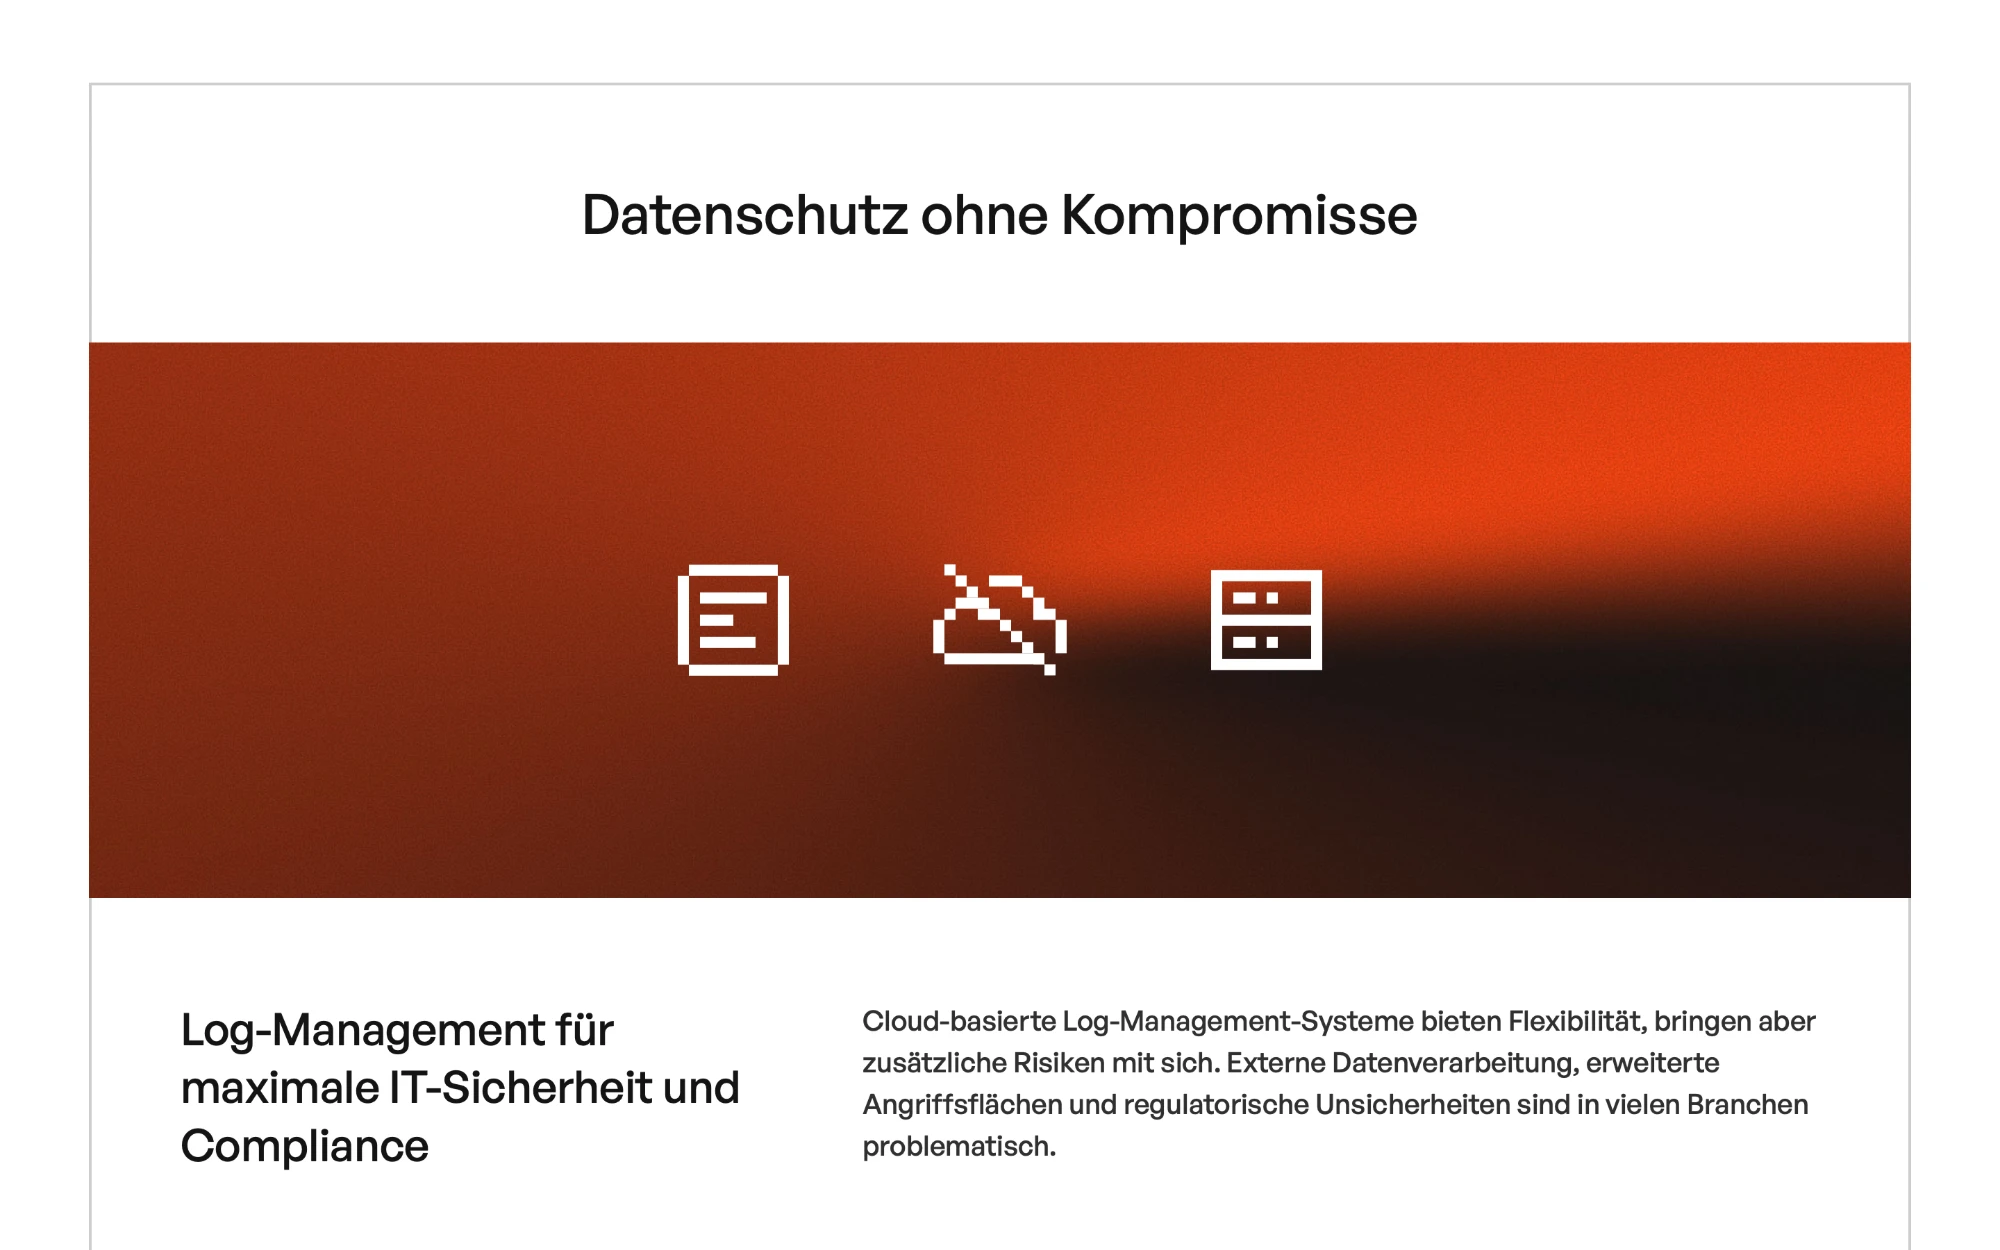 Datenschutz ohne Kompromisse
Log-Management für
maximale IT-Sicherheit und
Compliance
Cloud-basierte Log-Management-Systeme bieten Flexibilität, bringen aber
zusätzliche Risiken mit sich. Externe Datenverarbeitung, erweiterte
Angriffsflächen und regulatorische Unsicherheiten sind in vielen Branchen
problematisch.